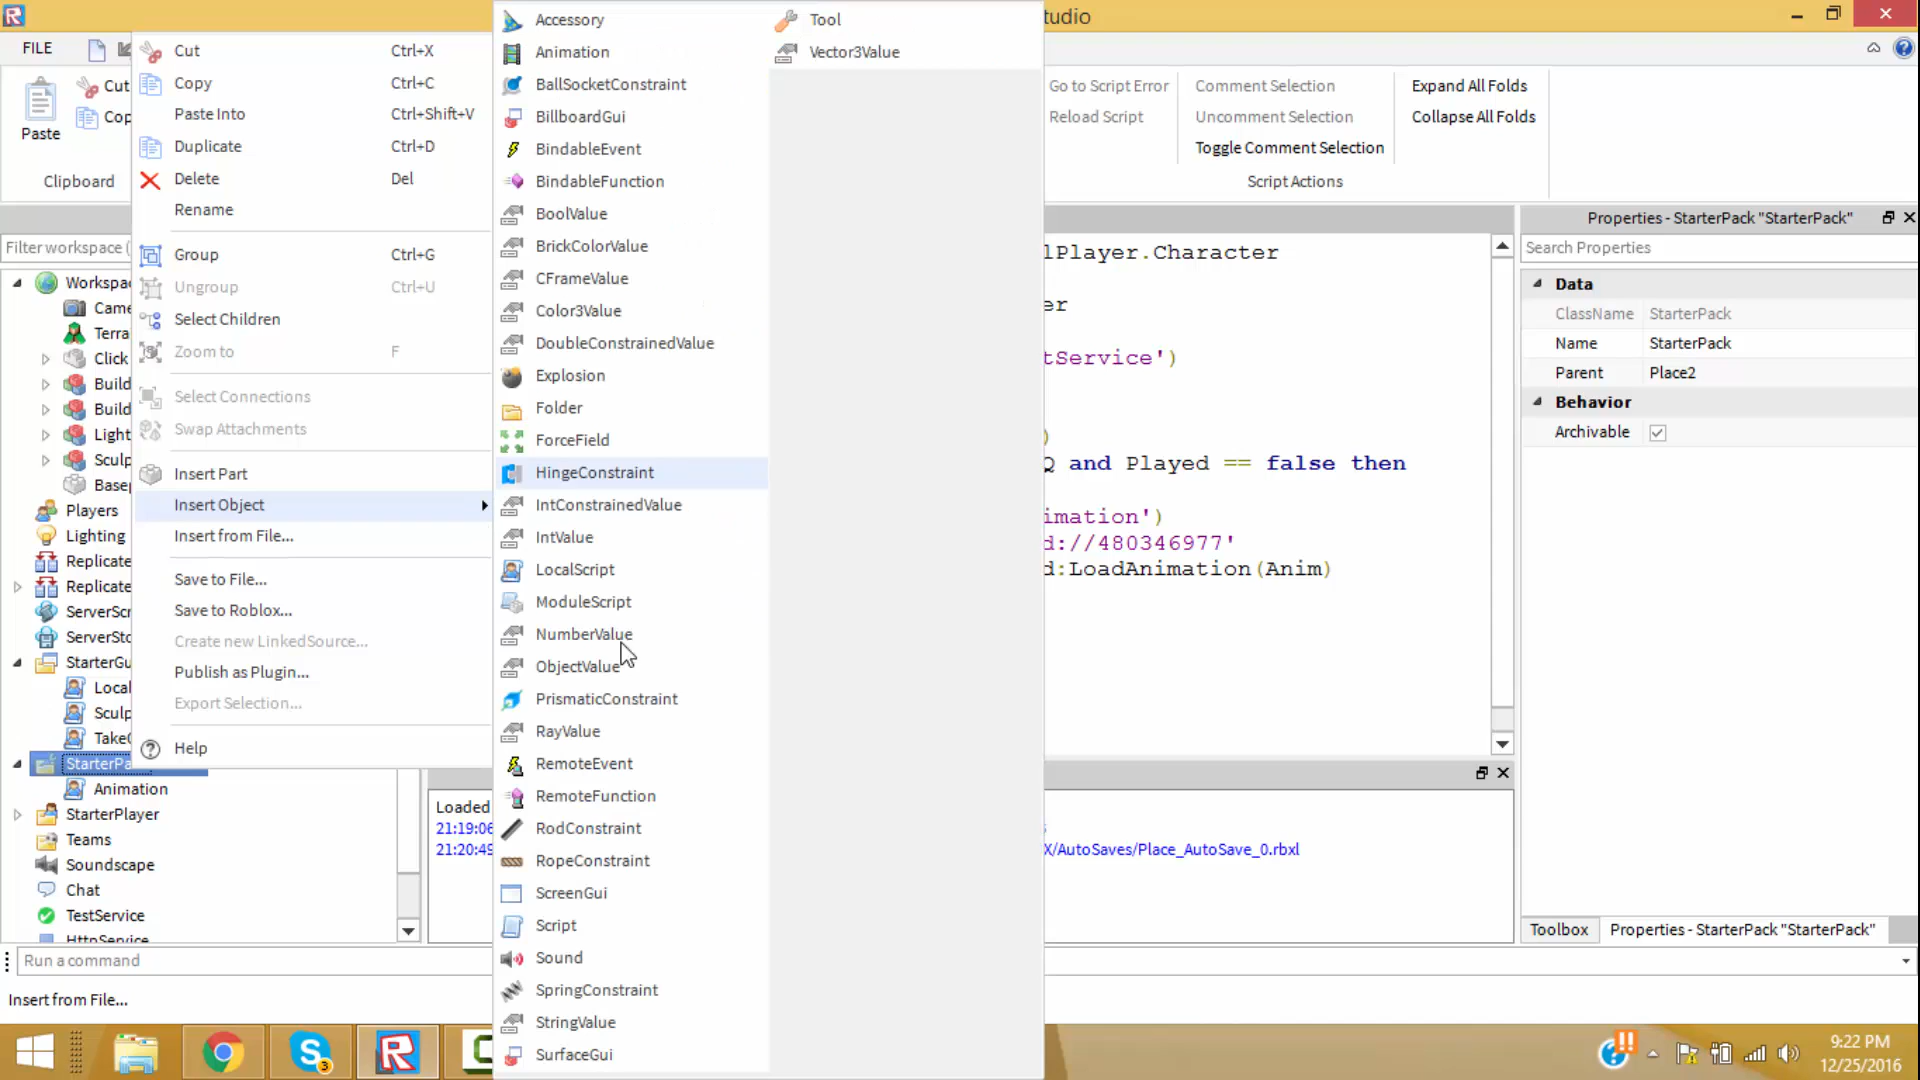 tudio
FILE
Cut
Cop
Paste
Clipboard
Go to Script Error
Reload Script
Comment Selection
Uncomment Selection
Toggle Comment Selection
Script Actions
Expand All Folds
Collapse All Folds
Filter workspace (
Workspa
Came
Terra
Click
Build
Build
Light
Sculp
Basep
Players
Lighting
Replicate
Replicate
ServerScr
ServerSto
StarterGu
Local
Sculp
TakeO
StarterPa
Animation
StarterPlayer
Teams
Soundscape
Chat
TestService
HttpService
Cut Ctrl+X
Copy Ctrl+C
Paste Into Ctrl+Shift+V
Duplicate Ctrl+D
Delete Del
Rename
Group Ctrl+G
Ungroup Ctrl+U
Select Children
Zoom to F
Select Connections
Swap Attachments
Insert Part
Insert Object
Insert from File...
Save to File...
Save to Roblox...
Create new LinkedSource...
Publish as Plugin...
Export Selection...
Help
Accessory
Animation
BallSocketConstraint
BillboardGui
BindableEvent
BindableFunction
BoolValue
BrickColorValue
CFrameValue
Color3Value
DoubleConstrainedValue
Explosion
Folder
ForceField
HingeConstraint
IntConstrainedValue
IntValue
LocalScript
ModuleScript
NumberValue
ObjectValue
PrismaticConstraint
RayValue
RemoteEvent
RemoteFunction
RodConstraint
RopeConstraint
ScreenGui
Script
Sound
SpringConstraint
StringValue
SurfaceGui
Tool
Vector3Value
lPlayer.Character
er
tService')
)
Q and Played == false then
imation')
d://480346977'
d:LoadAnimation(Anim)
Loaded
21:19:06
21:20:49 X/AutoSaves/Place_AutoSave_0.rbxl
Properties - StarterPack "StarterPack"
Search Properties
Data
ClassName StarterPack
Name StarterPack
Parent Place2
Behavior
Archivable
Toolbox
Properties - StarterPack "StarterPack"
Run a command
Insert from File...
3
9:22 PM
12/25/2016